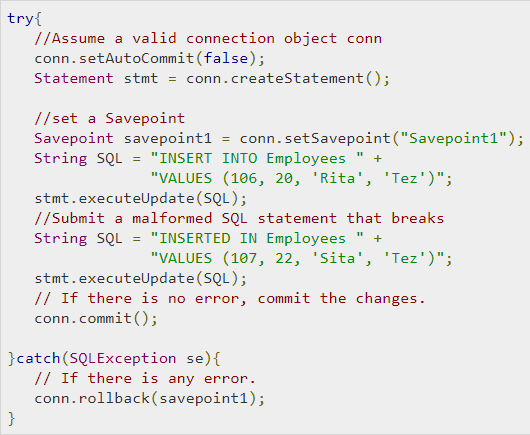 try{
   //Assume a valid connection object conn
   conn.setAutoCommit(false);
   Statement stmt = conn.createStatement();

   //set a Savepoint
   Savepoint savepoint1 = conn.setSavepoint("Savepoint1");
   String SQL = "INSERT INTO Employees " +
                "VALUES (106, 20, 'Rita', 'Tez')";
   stmt.executeUpdate(SQL);
   //Submit a malformed SQL statement that breaks
   String SQL = "INSERTED IN Employees " +
                "VALUES (107, 22, 'Sita', 'Tez')";
   stmt.executeUpdate(SQL);
   // If there is no error, commit the changes.
   conn.commit();

}catch(SQLException se){
   // If there is any error.
   conn.rollback(savepoint1);
}